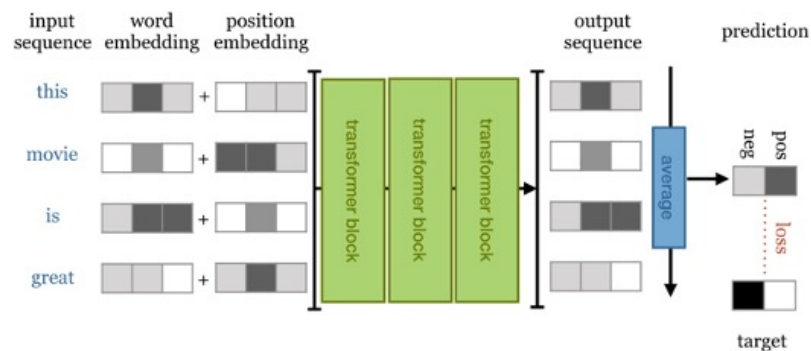 input
sequence
word
embedding
position
embedding
output
sequence
prediction
this
+
movie
+
is
+
great
+
transformer block
transformer block
transformer block
average
neg
pos
loss
target